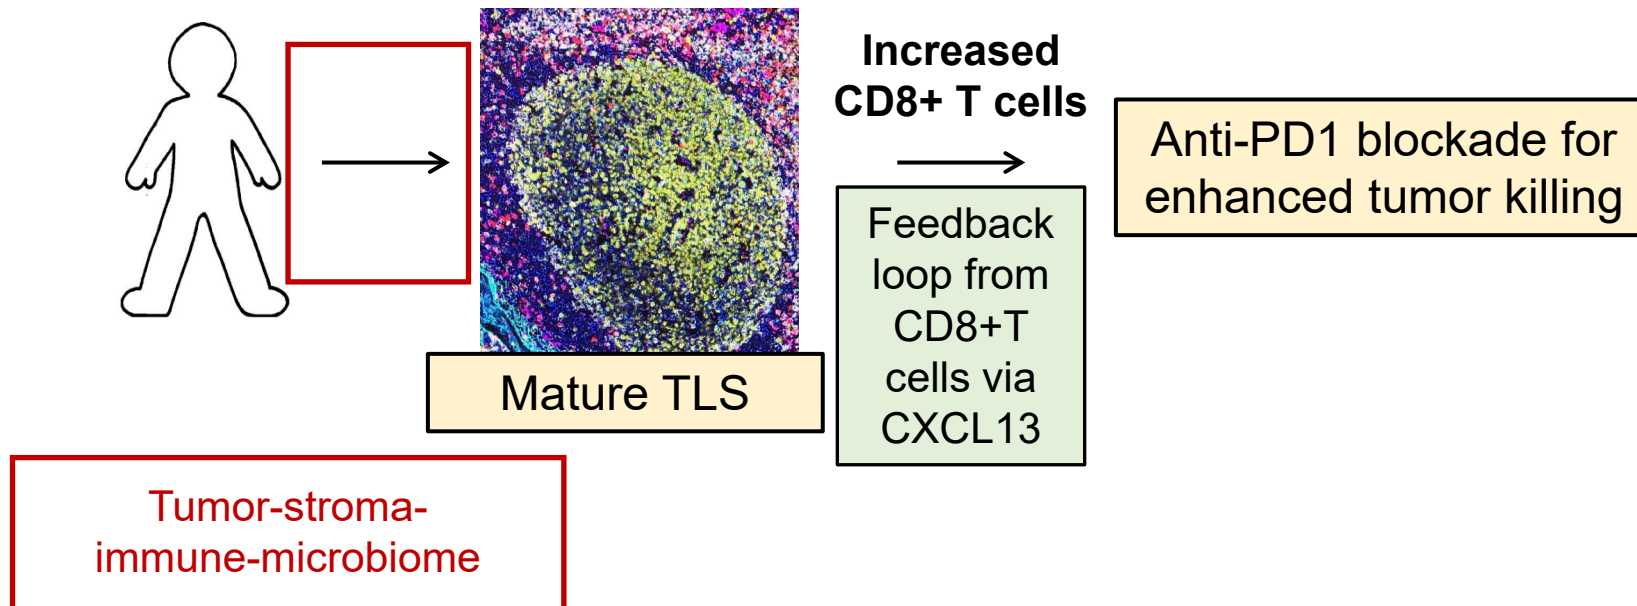 Increased
CD8+ T cells
Anti-PD1 blockade for
enhanced tumor killing
Feedback
loop from
CD8+T
cells via
CXCL13
Mature TLS
Tumor-stroma-
immune-microbiome